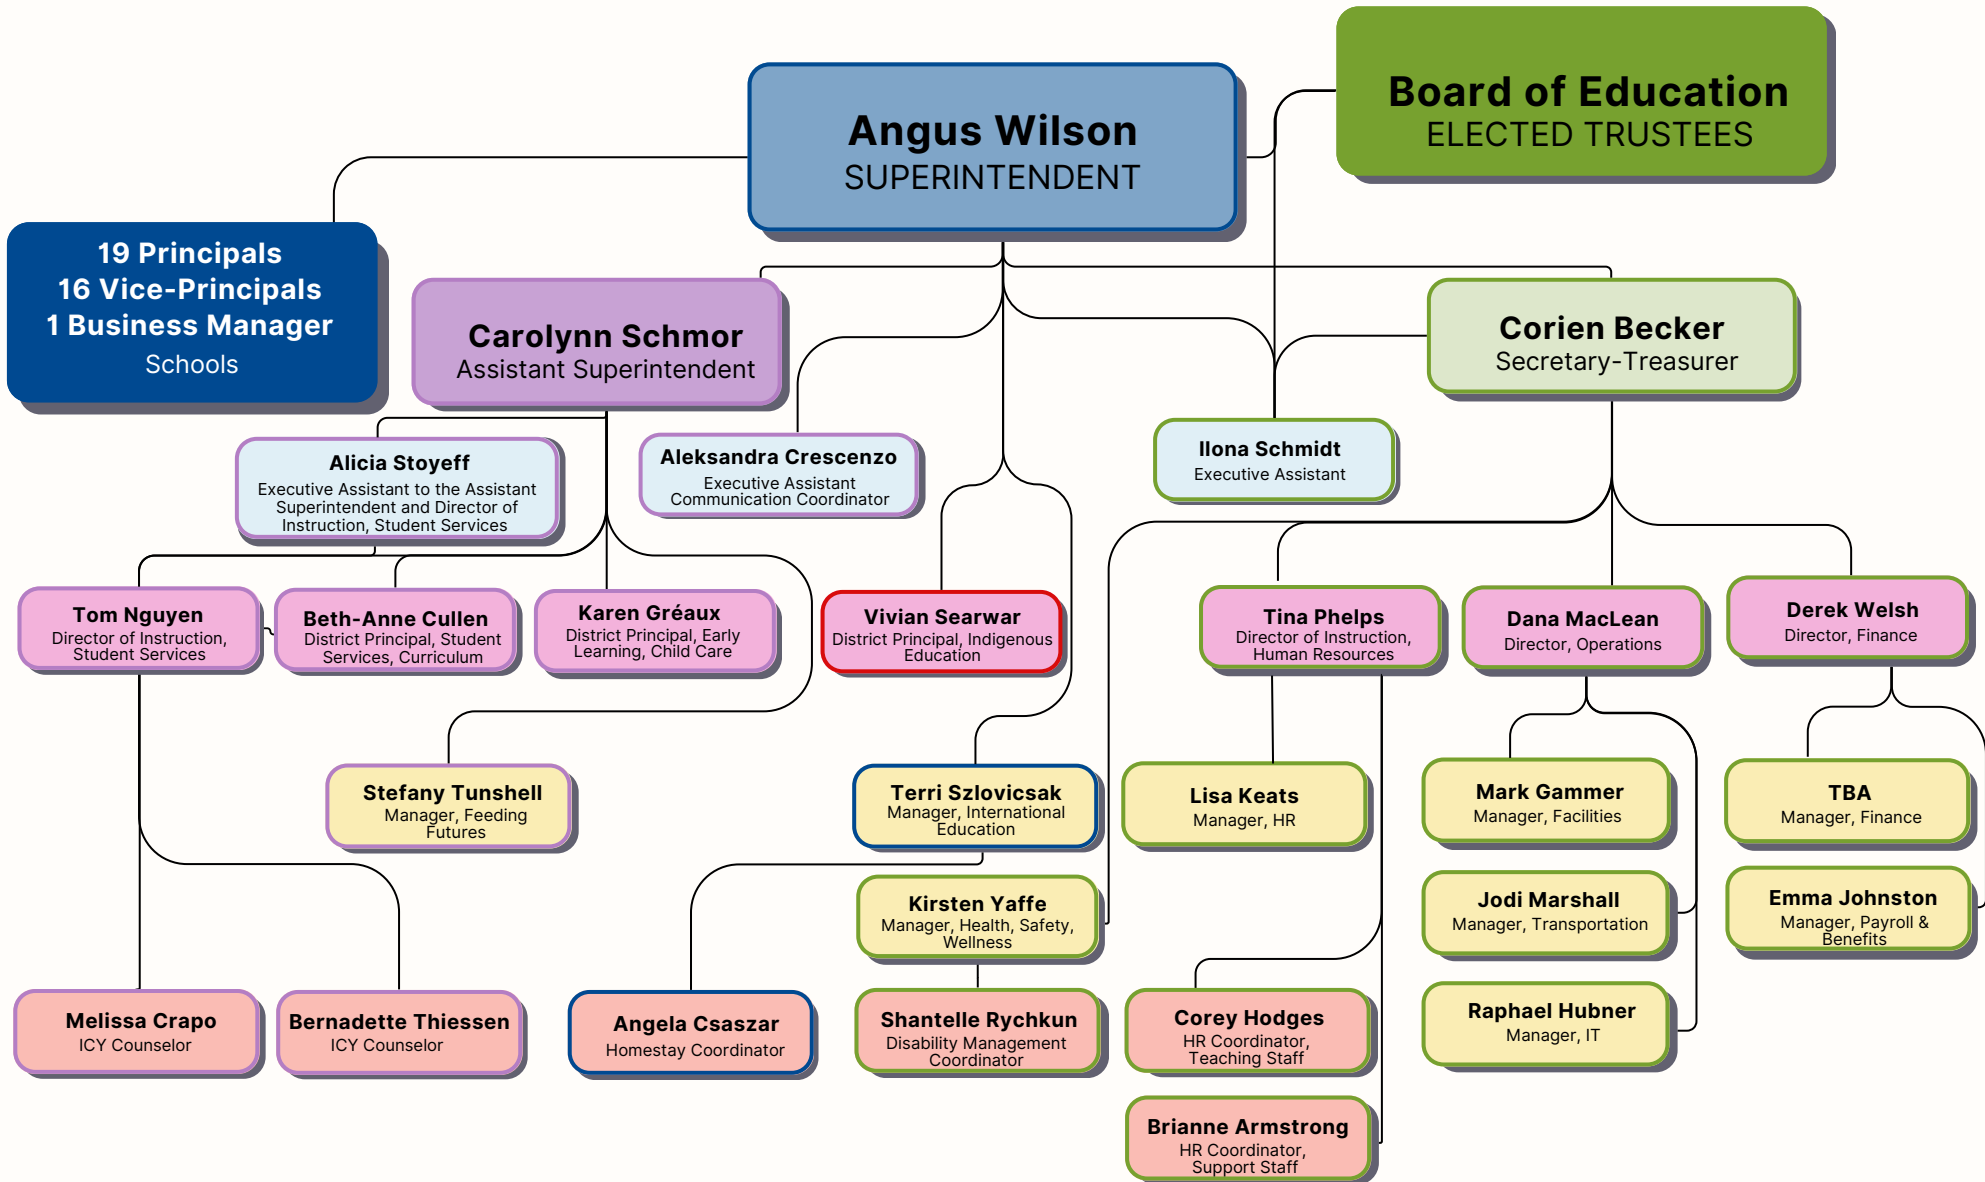 Board of Education
ELECTED TRUSTEES
Angus Wilson
SUPERINTENDENT
19 Principals
16 Vice-Principals
1 Business Manager
Schools
Carolynn Schmor
Assistant Superintendent
Corien Becker
Secretary-Treasurer
Alicia Stoyeff
Executive Assistant to the Assistant
Superintendent and Director of
Instruction, Student Services
Aleksandra Crescenzo
Executive Assistant
Communication Coordinator
Ilona Schmidt
Executive Assistant
Tom Nguyen
Director of Instruction,
Student Services
Beth-Anne Cullen
District Principal, Student
Services, Curriculum
Karen Gréaux
District Principal, Early
Learning, Child Care
Vivian Searwar
District Principal, Indigenous
Education
Tina Phelps
Director of Instruction,
Human Resources
Dana MacLean
Director, Operations
Derek Welsh
Director, Finance
Stefany Tunshell
Manager, Feeding
Futures
Terri Szlovicsak
Manager, International
Education
Lisa Keats
Manager, HR
Mark Gammer
Manager, Facilities
TBA
Manager, Finance
Kirsten Yaffe
Manager, Health, Safety,
Wellness
Jodi Marshall
Manager, Transportation
Emma Johnston
Manager, Payroll &
Benefits
Melissa Crapo
ICY Counselor
Bernadette Thiessen
ICY Counselor
Angela Csaszar
Homestay Coordinator
Shantelle Rychkun
Disability Management
Coordinator
Corey Hodges
HR Coordinator,
Teaching Staff
Raphael Hubner
Manager, IT
Brianne Armstrong
HR Coordinator,
Support Staff